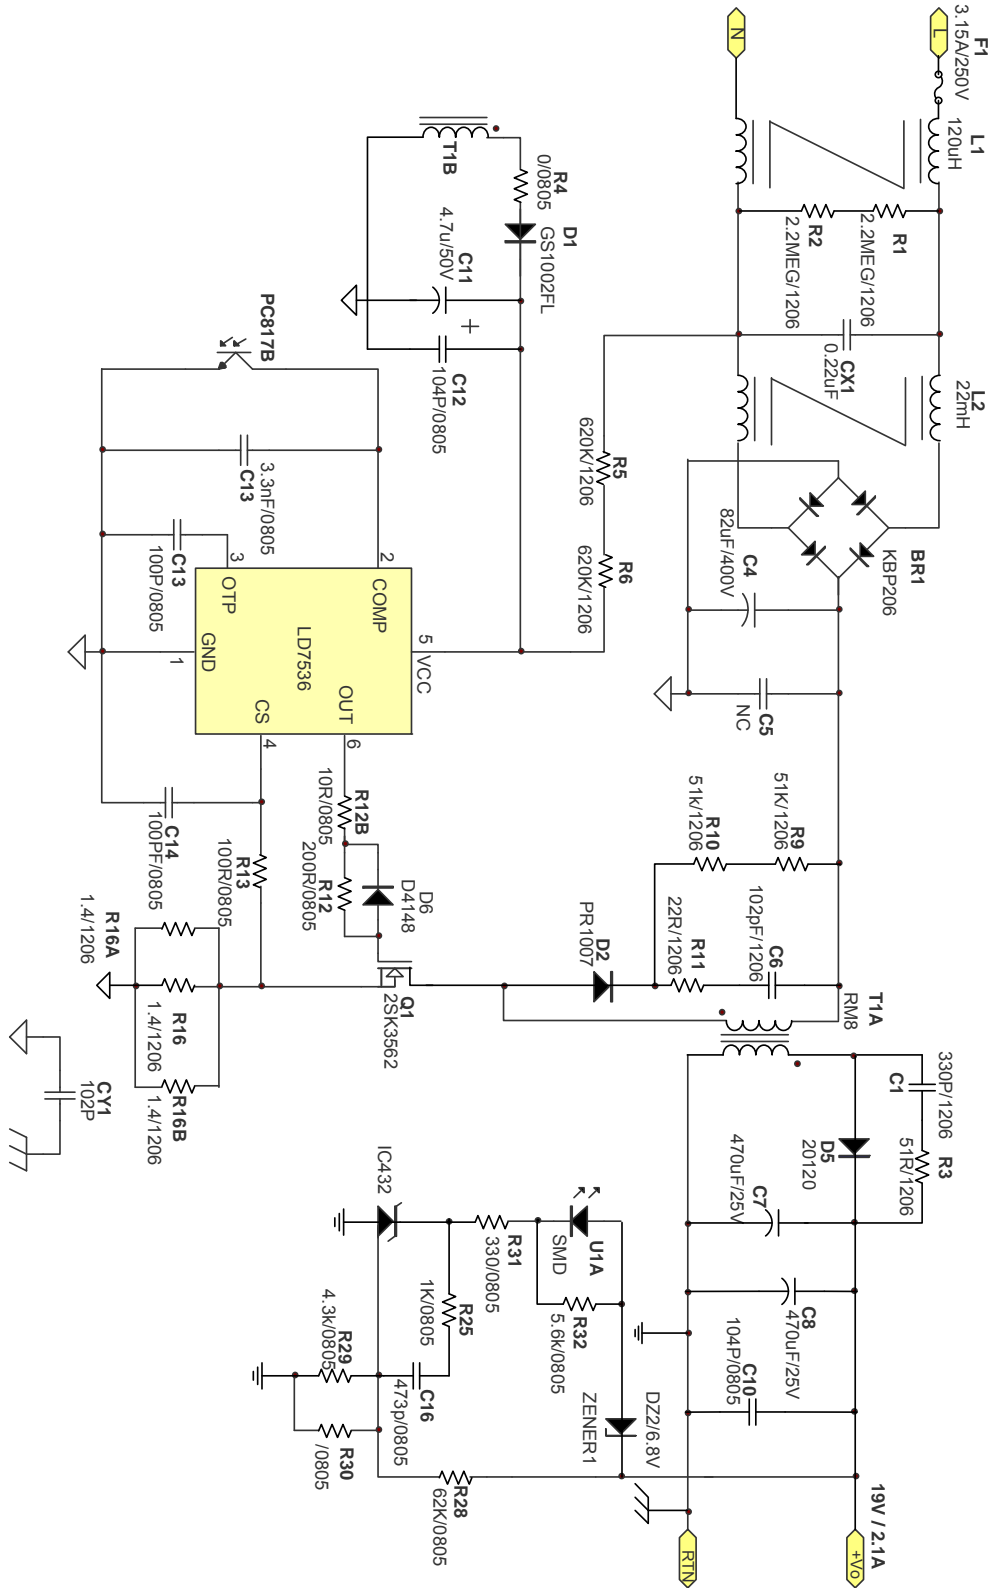 F1
3.15A/250V
L
N
L1
120uH
R1
2.2MEG/1206
R2
2.2MEG/1206
CX1
0.22uF
L2
22mH
BR1
KBP206
C4
82uF/400V
C5
NC
R9
51K/1206
R10
51k/1206
C6
102pF/1206
R11
22R/1206
D2
PR1007
T1A
RM8
330P/1206
C1
R3
51R/1206
D5
20120
C7
470uF/25V
C8
470uF/25V
C10
104P/0805
19V / 2.1A
+Vo
RTN
T1B
R4
0/0805
D1
GS1002FL
C11
4.7u/50V
+
C12
104P/0805
R5
620K/1206
R6
620K/1206
PC817B
C13
3.3nF/0805
C13
100P/0805
2
3
5
1
6
4
COMP
OTP
VCC
LD7536
GND
OUT
CS
R12B
10R/0805
R12
200R/0805
D6
D4148
Q1
2SK3562
C14
100PF/0805
R13
100R/0805
R16A
1.4/1206
R16
1.4/1206
R16B
1.4/1206
CY1
102P
IC432
U1A
SMD
R31
330/0805
R32
5.6k/0805
R25
1K/0805
C16
473p/0805
R29
4.3k/0805
R30
/0805
R28
62K/0805
DZ2/6.8V
ZENER1